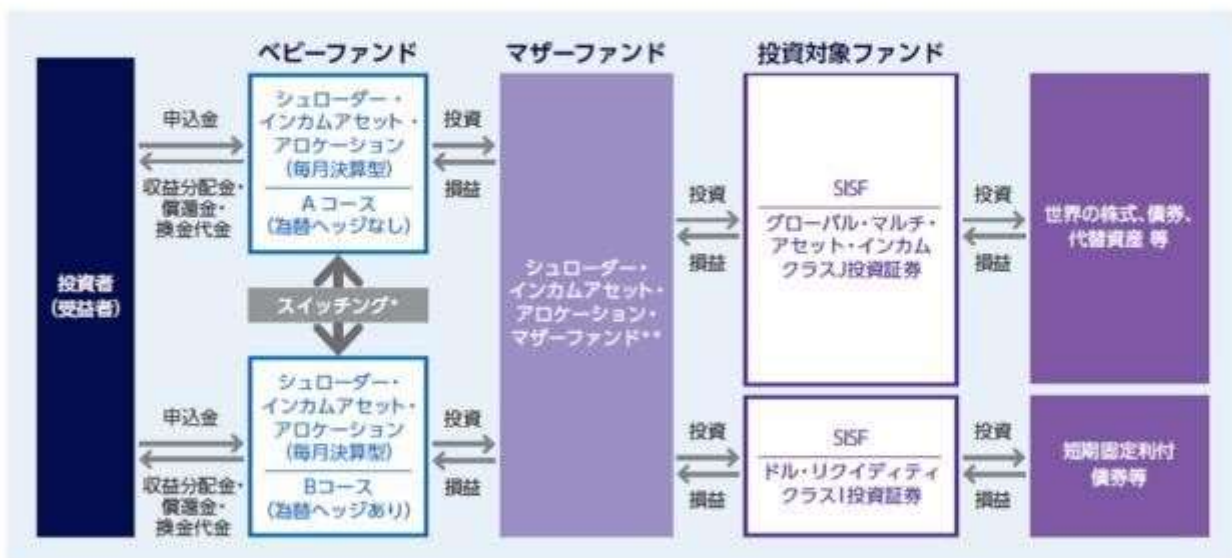 ベビーファンド
マザーファンド
投資対象ファンド
投資者
(受益者)
申込金
収益分配金・
償還金・
換金代金
シュローダー・
インカムアセット・
アロケーション
(毎月決算型)
Aコース
(為替ヘッジなし)
投資
損益
スイッチング*
申込金
収益分配金・
償還金・
換金代金
シュローダー・
インカムアセット・
アロケーション
(毎月決算型)
Bコース
(為替ヘッジあり)
投資
損益
シュローダー・
インカムアセット・
アロケーション・
マザーファンド**
投資
損益
SISF
グローバル・マルチ・
アセット・インカム
クラスJ投資証券
投資
損益
世界の株式、債券、
代替資産 等
投資
損益
SISF
ドル・リクイディティ
クラスI投資証券
投資
損益
短期固定利付
債券等